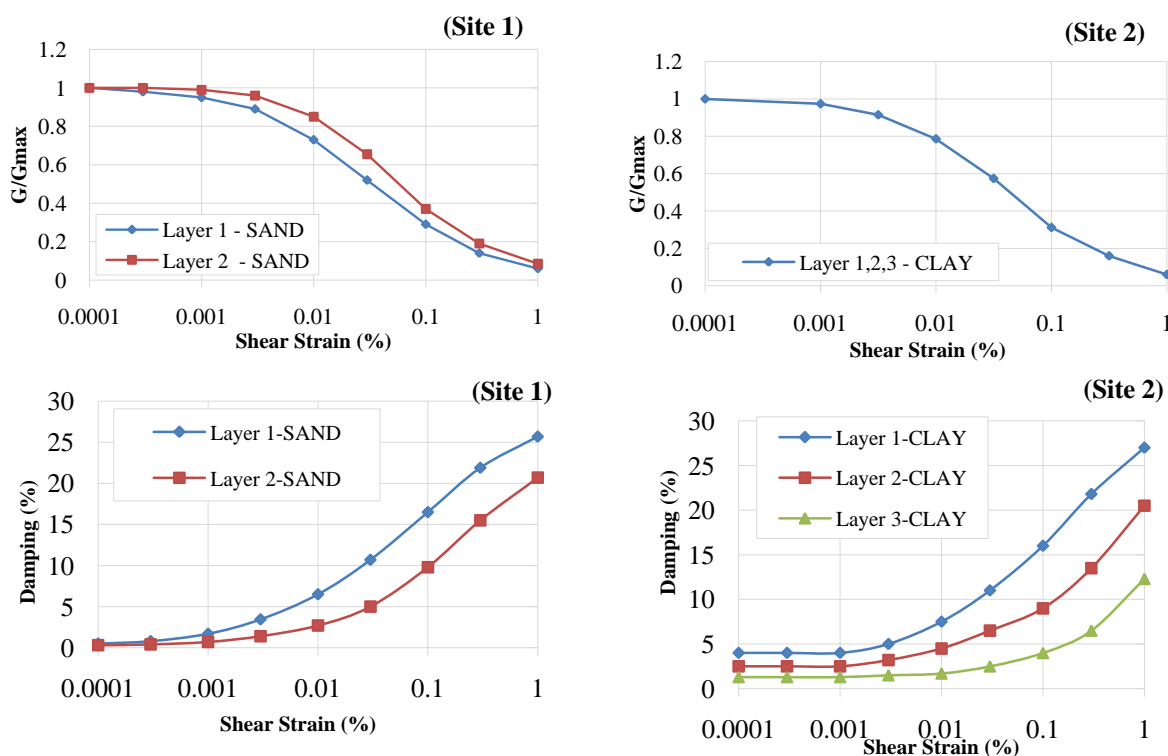 (Site 1)
1.2
1
0.8
0.6
0.4
0.2
0
G/Gmax
Layer 1 - SAND
Layer 2 - SAND
0.0001 0.001 0.01 0.1 1
Shear Strain (%)
(Site 2)
1.2
1
0.8
0.6
0.4
0.2
0
G/Gmax
Layer 1,2,3 - CLAY
0.0001 0.001 0.01 0.1 1
Shear Strain (%)
(Site 1)
30
25
20
15
10
5
0
Damping (%)
Layer 1-SAND
Layer 2-SAND
0.0001 0.001 0.01 0.1 1
Shear Strain (%)
(Site 2)
30
25
20
15
10
5
0
Damping (%)
Layer 1-CLAY
Layer 2-CLAY
Layer 3-CLAY
0.0001 0.001 0.01 0.1 1
Shear Strain (%)